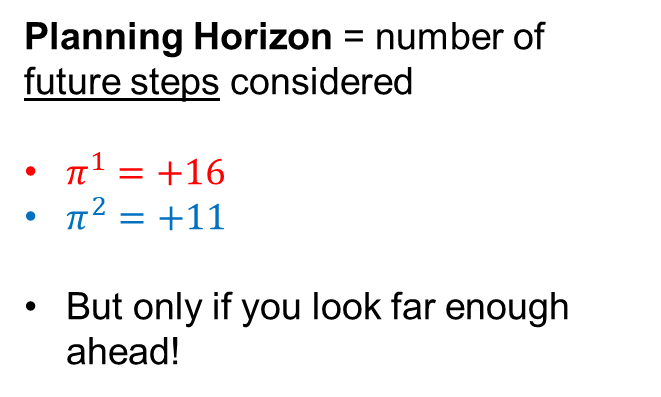 Planning Horizon = number of
future steps considered
• π¹ = +16
• π² = +11
• But only if you look far enough
ahead!